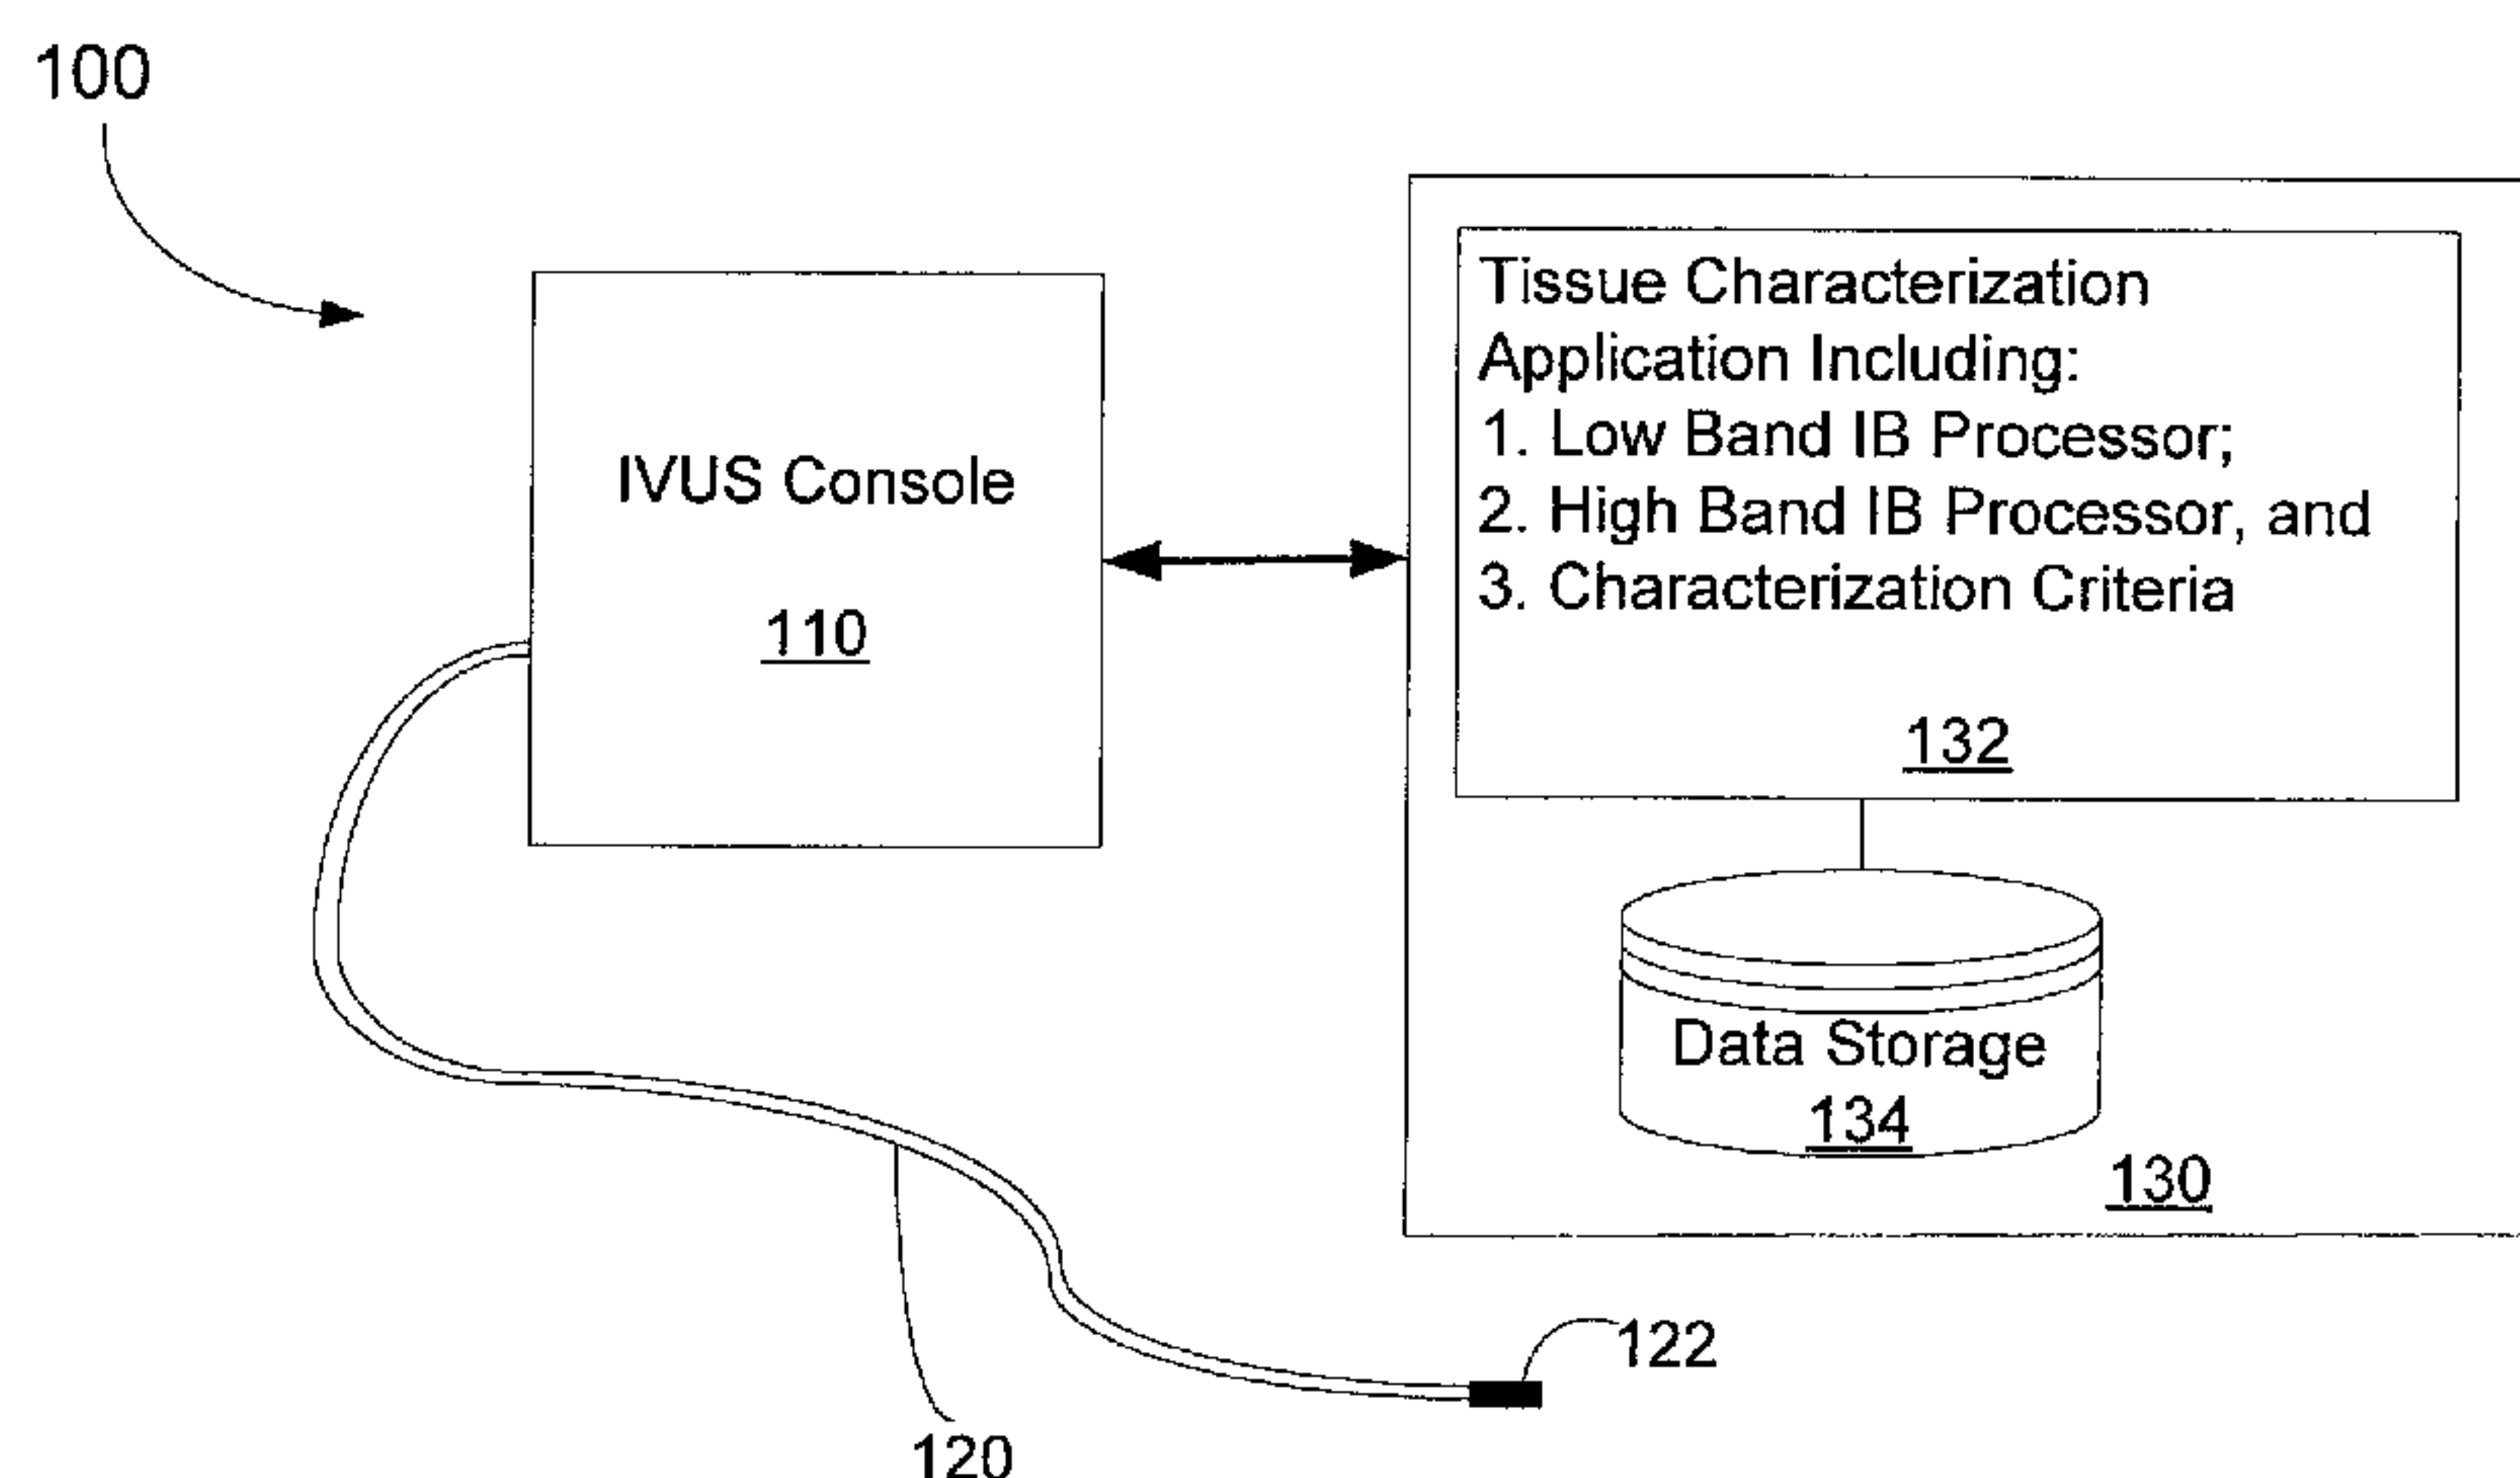 100
IVUS Console
110
Tissue Characterization
Application Including:
1. Low Band IB Processor;
2. High Band IB Processor, and
3. Characterization Criteria
132
Data Storage
134
130
122
120